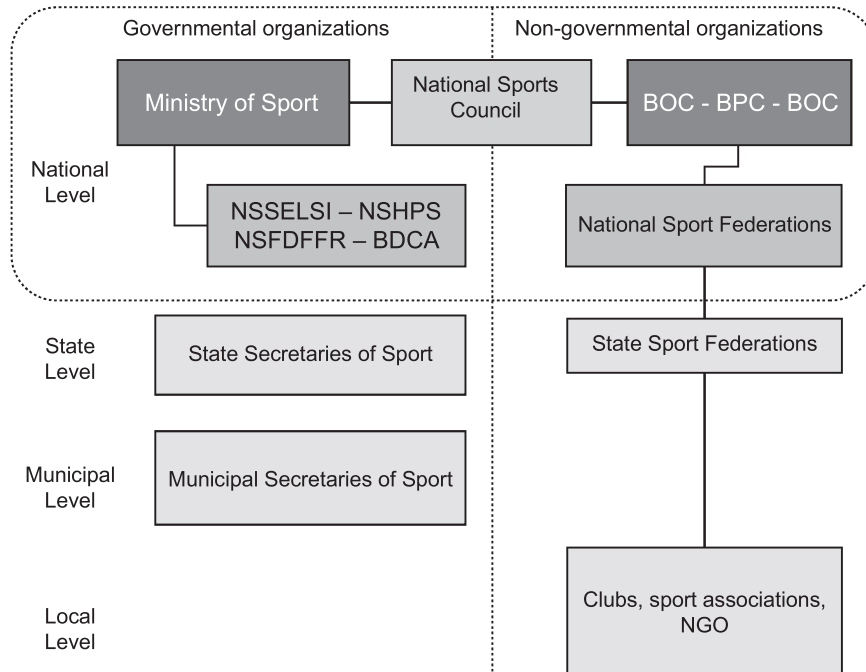 Governmental organizations
Non-governmental organizations
Ministry of Sport
National Sports
Council
BOC - BPC - BOC
National
Level
NSSELSI – NSHPS
NSFDFFR – BDCA
National Sport Federations
State
Level
State Secretaries of Sport
State Sport Federations
Municipal
Level
Municipal Secretaries of Sport
Local
Level
Clubs, sport associations,
NGO